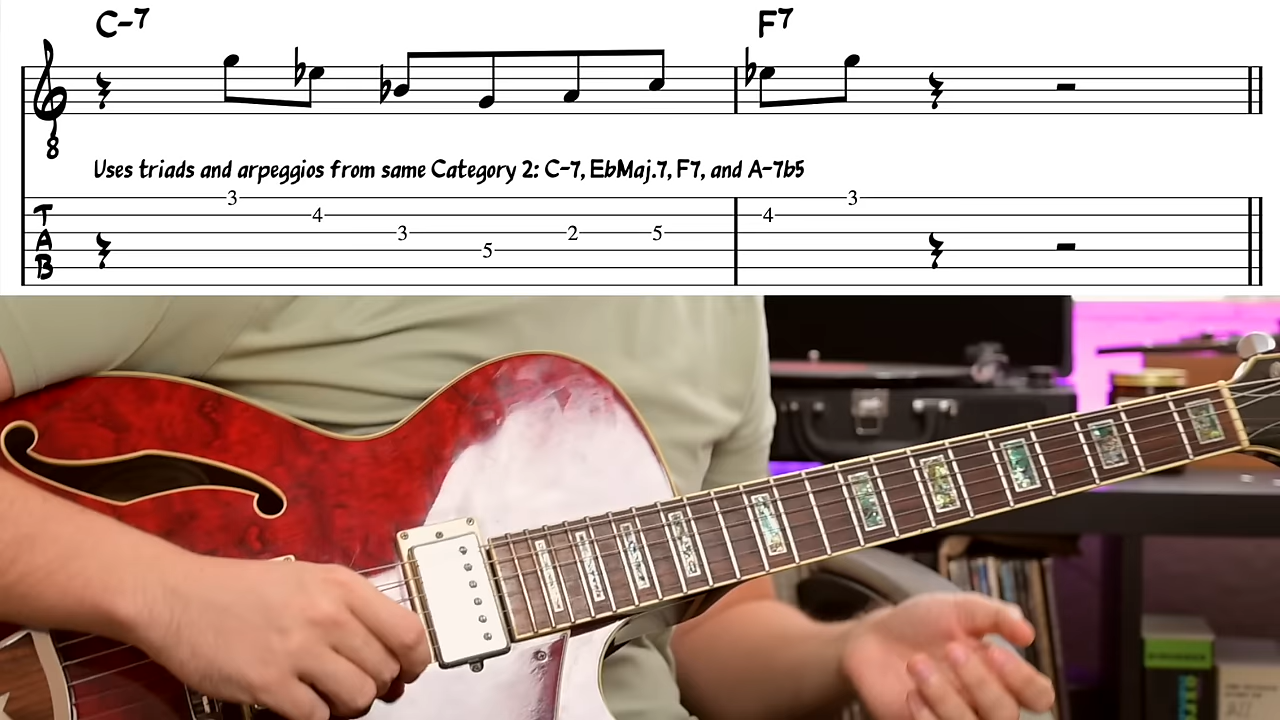 C-7 F7
8
Uses triads and arpeggios from same Category 2: C-7, EbMaj.7, F7, and A-7b5
3 3
T 4 4
A 3 2 5
5
B